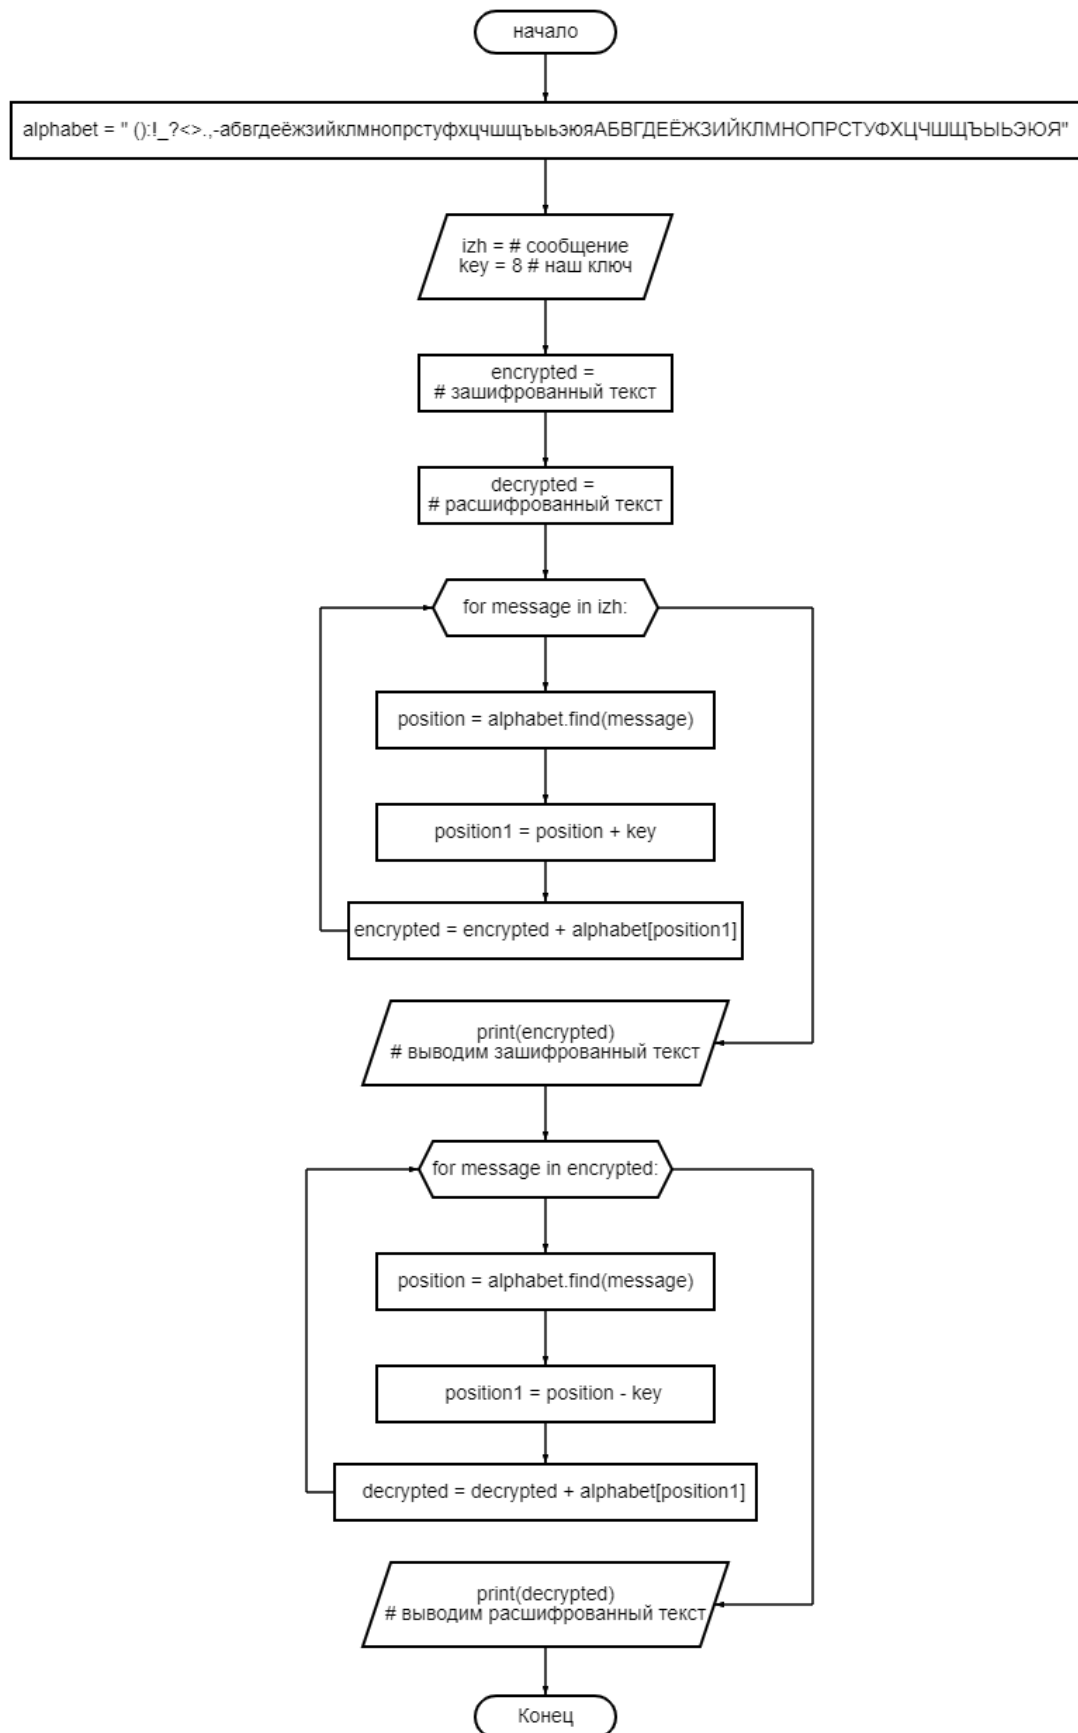 начало
alphabet = " ():!_?<>.,-абвгдеёжзийклмнопрстуфхцчшщъыьэюяАБВГДЕЁЖЗИЙКЛМНОПРСТУФХЦЧШЩЪЫЬЭЮЯ"
izh = # сообщение
key = 8 # наш ключ
encrypted =
# зашифрованный текст
decrypted =
# расшифрованный текст
for message in izh:
position = alphabet.find(message)
position1 = position + key
encrypted = encrypted + alphabet[position1]
print(encrypted)
# выводим зашифрованный текст
for message in encrypted:
position = alphabet.find(message)
position1 = position - key
decrypted = decrypted + alphabet[position1]
print(decrypted)
# выводим расшифрованный текст
Конец